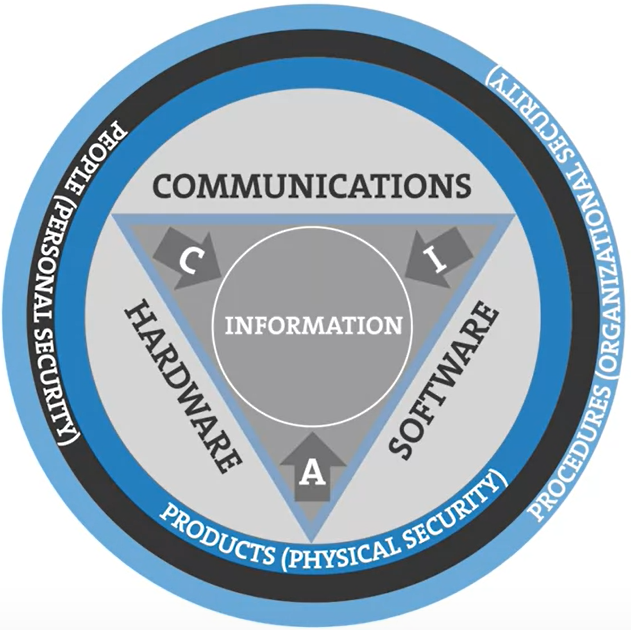 PROCEDURES (ORGANIZATIONAL SECURITY)
PEOPLE (PERSONAL SECURITY)
COMMUNICATIONS
C
I
INFORMATION
HARDWARE
SOFTWARE
A
PRODUCTS (PHYSICAL SECURITY)